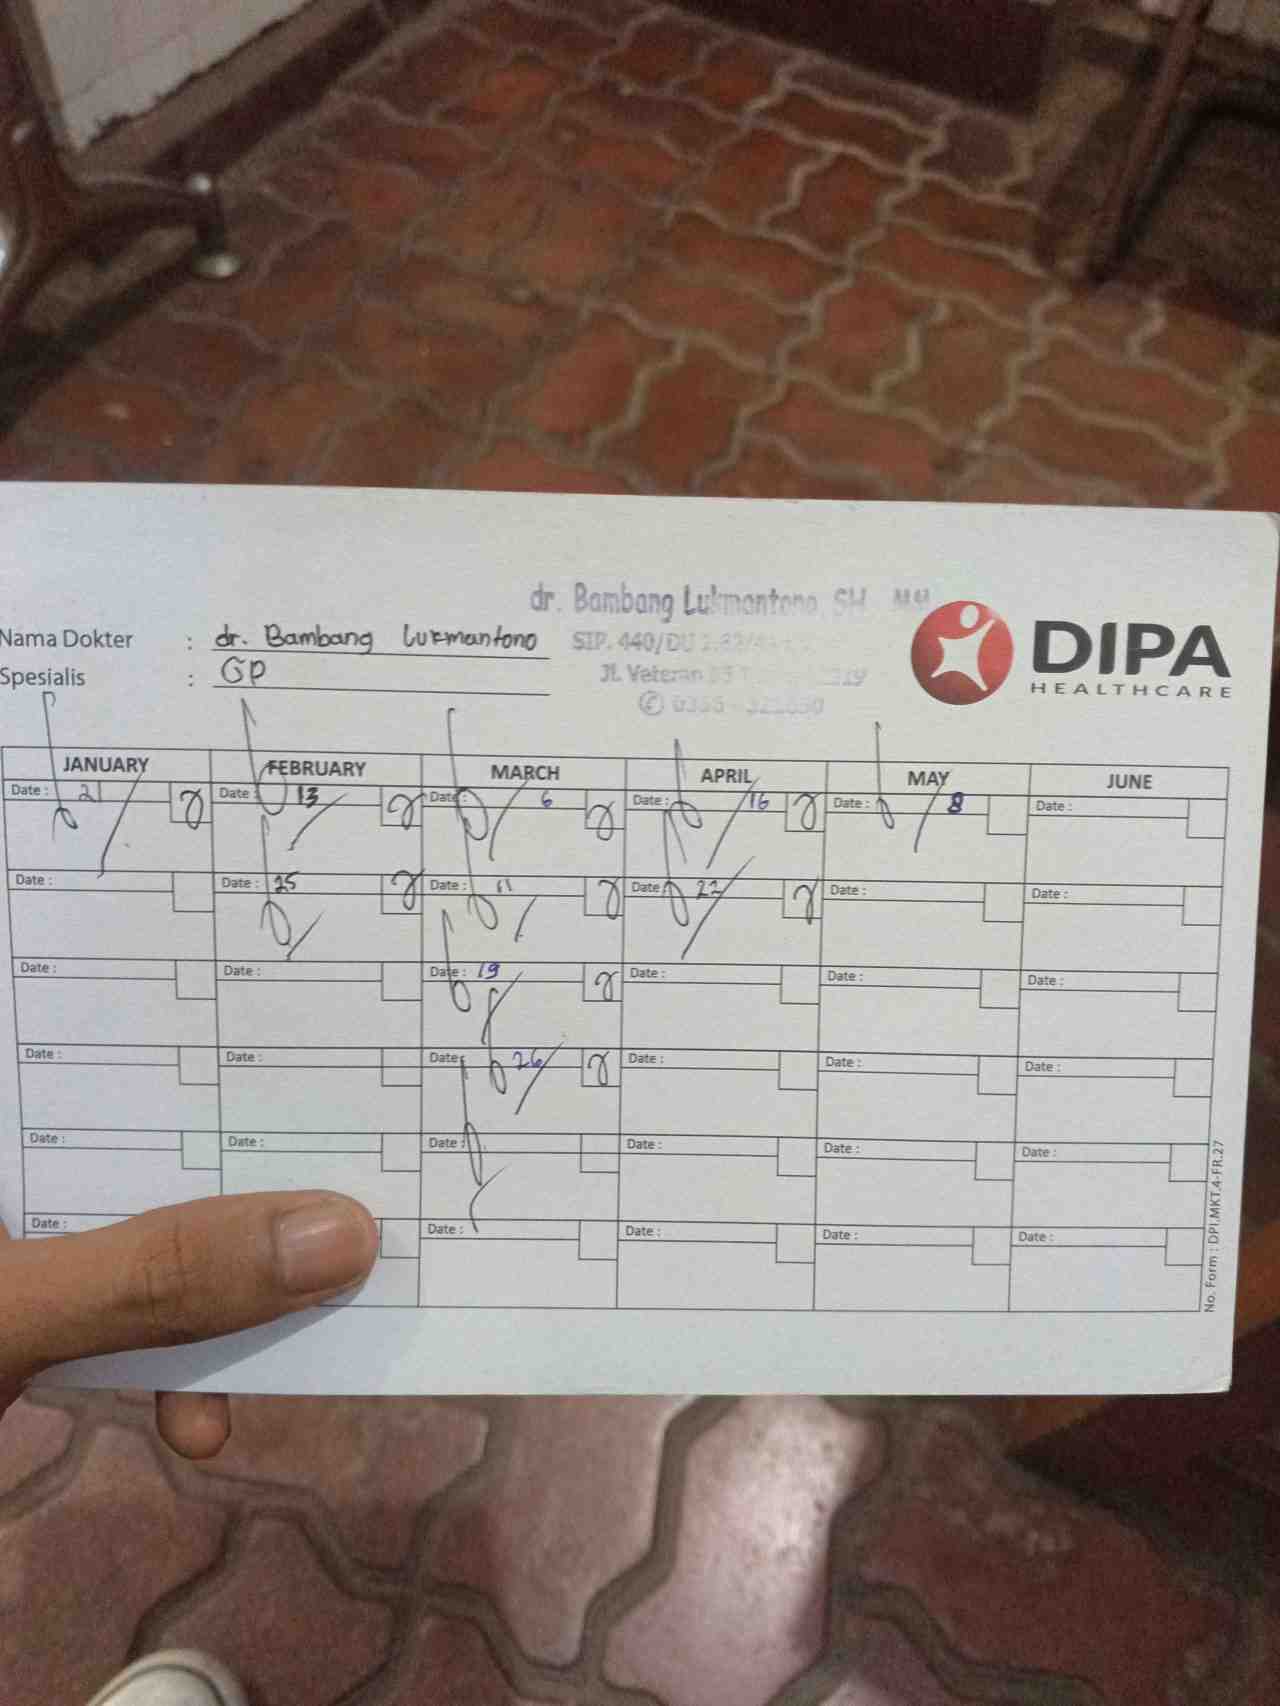 dr. Bambang Lukmantono, SH
Nama Dokter : dr. Bambang Lukmantono
SIP. 440/DU
Spesialis : GP
Jl. Veteran
DIPA
HEALTHCARE
JANUARY FEBRUARY MARCH APRIL MAY JUNE
Date : 21 Date : 13 Date : 6 Date : 16 Date : 8 Date :
Date : Date : 25 Date : 11 Date : 22 Date : Date :
Date : Date : Date : 19 Date : Date : Date :
Date : Date : Date : 26 Date : Date : Date :
Date : Date : Date : Date : Date : Date :
Date : Date : Date : Date : Date :
No. Form : DPI.MKT.4-FR.27